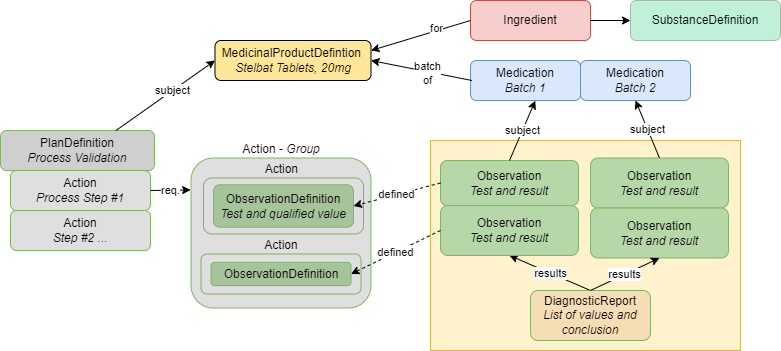 for
Ingredient
SubstanceDefinition
MedicinalProductDefintion
Stelbat Tablets, 20mg
batch
of
Medication
Batch 1
Medication
Batch 2
subject
subject
subject
PlanDefinition
Process Validation
Action
Process Step #1
Action
Step #2 ...
req.
Action - Group
Action
ObservationDefinition
Test and qualified value
Action
ObservationDefinition
defined
defined
Observation
Test and result
Observation
Test and result
Observation
Test and result
Observation
Test and result
results
results
DiagnosticReport
List of values and
conclusion